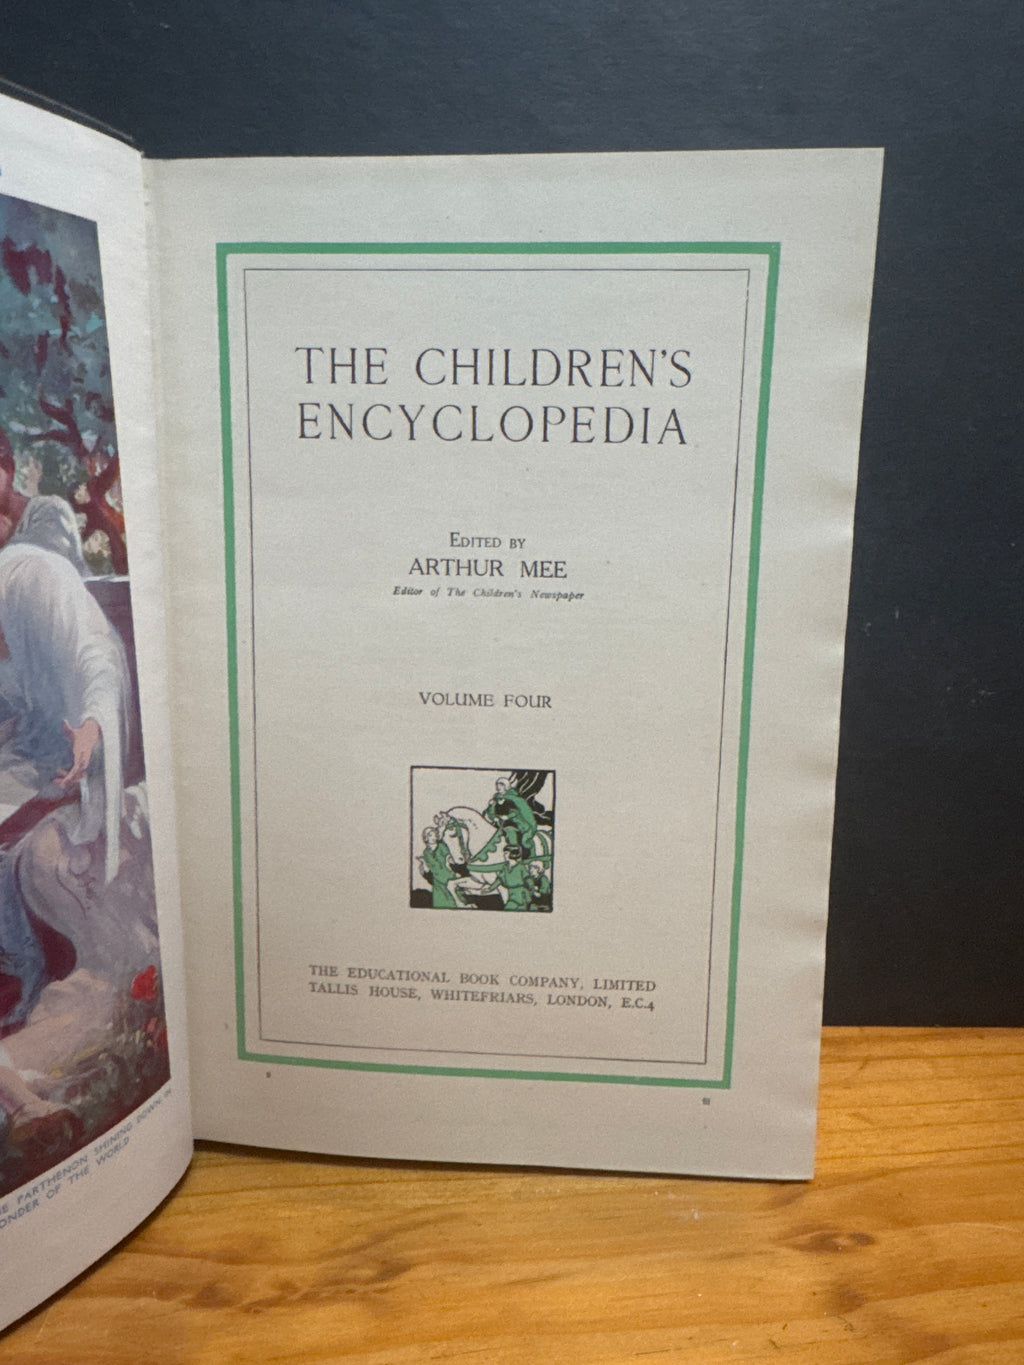 PARTHENON SHINING DOWN IN
OF THE WORLD
THE CHILDREN'S
ENCYCLOPEDIA
EDITED BY
ARTHUR MEE
Editor of The Children's Newspaper
VOLUME FOUR
THE EDUCATIONAL BOOK COMPANY, LIMITED
TALLIS HOUSE, WHITEFRIARS, LONDON, E.C.4